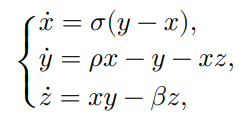 ẋ = σ(y − x),
ẏ = ρx − y − xz,
ż = xy − βz,